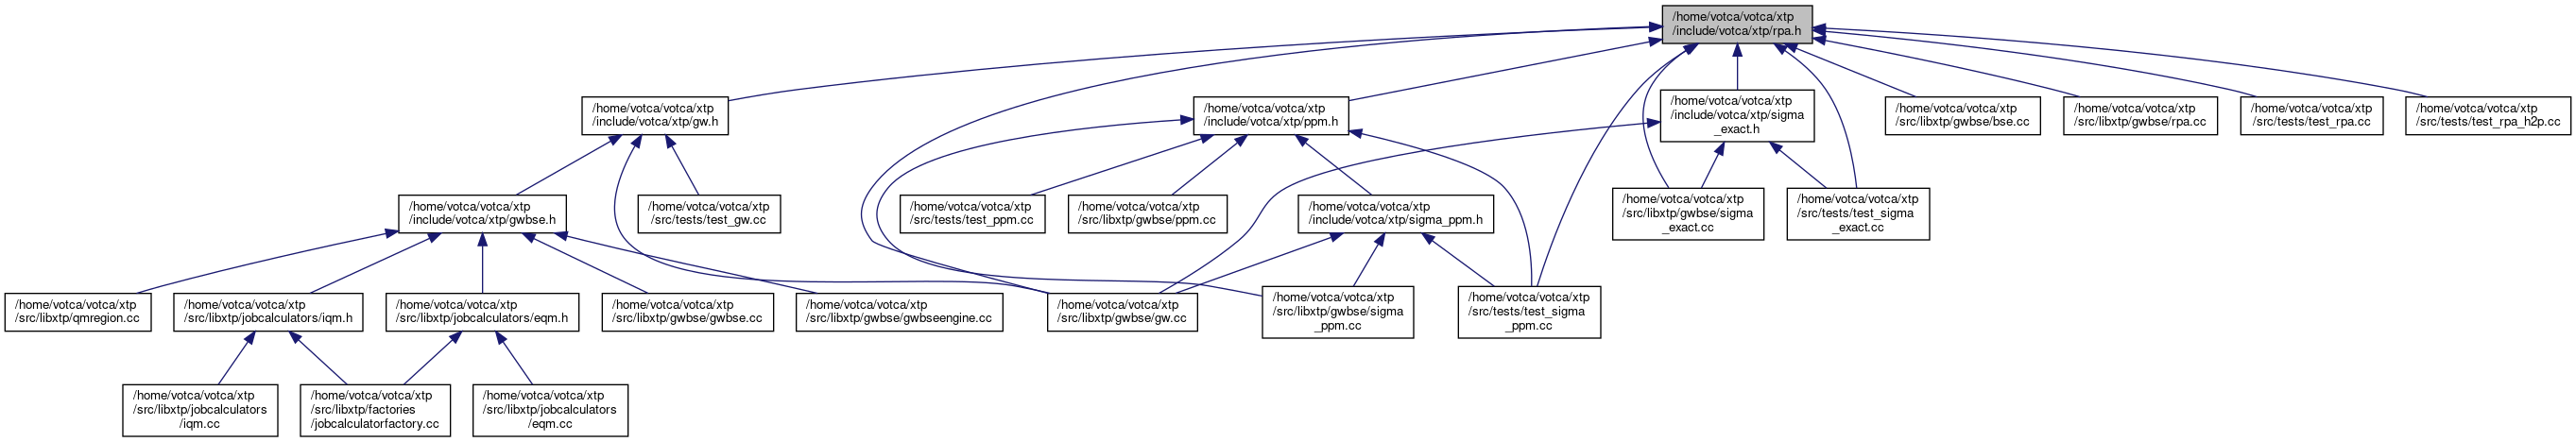 /home/votca/votca/xtp
/include/votca/xtp/rpa.h
/home/votca/votca/xtp
/include/votca/xtp/gw.h
/home/votca/votca/xtp
/include/votca/xtp/ppm.h
/home/votca/votca/xtp
/include/votca/xtp/sigma
_exact.h
/home/votca/votca/xtp
/src/libxtp/gwbse/bse.cc
/home/votca/votca/xtp
/src/libxtp/gwbse/rpa.cc
/home/votca/votca/xtp
/src/tests/test_rpa.cc
/home/votca/votca/xtp
/src/tests/test_rpa_h2p.cc
/home/votca/votca/xtp
/include/votca/xtp/gwbse.h
/home/votca/votca/xtp
/src/tests/test_gw.cc
/home/votca/votca/xtp
/src/tests/test_ppm.cc
/home/votca/votca/xtp
/src/libxtp/gwbse/ppm.cc
/home/votca/votca/xtp
/include/votca/xtp/sigma_ppm.h
/home/votca/votca/xtp
/src/libxtp/gwbse/sigma
_exact.cc
/home/votca/votca/xtp
/src/tests/test_sigma
_exact.cc
/home/votca/votca/xtp
/src/libxtp/qmregion.cc
/home/votca/votca/xtp
/src/libxtp/jobcalculators/iqm.h
/home/votca/votca/xtp
/src/libxtp/jobcalculators/eqm.h
/home/votca/votca/xtp
/src/libxtp/gwbse/gwbse.cc
/home/votca/votca/xtp
/src/libxtp/gwbse/gwbseengine.cc
/home/votca/votca/xtp
/src/libxtp/gwbse/gw.cc
/home/votca/votca/xtp
/src/libxtp/gwbse/sigma
_ppm.cc
/home/votca/votca/xtp
/src/tests/test_sigma
_ppm.cc
/home/votca/votca/xtp
/src/libxtp/jobcalculators
/iqm.cc
/home/votca/votca/xtp
/src/libxtp/factories
/jobcalculatorfactory.cc
/home/votca/votca/xtp
/src/libxtp/jobcalculators
/eqm.cc